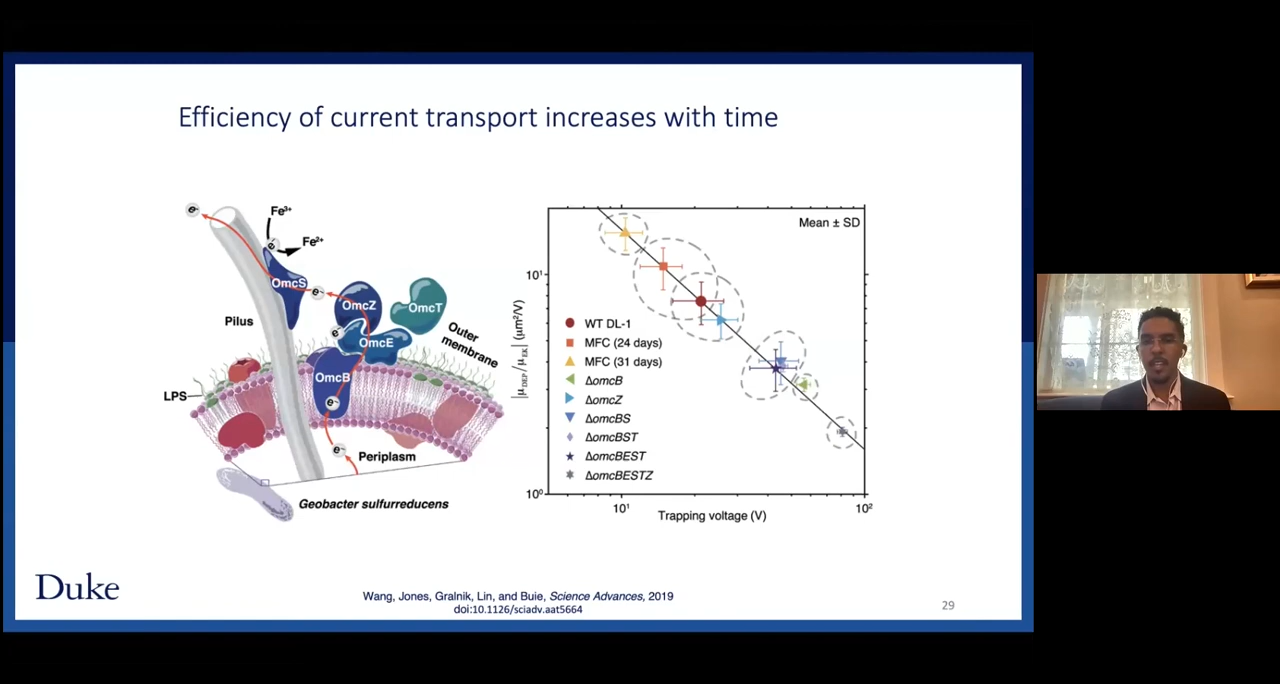 Efficiency of current transport increases with time
e-
Fe3+
e-
Fe2+
OmcS
e-
OmcZ
OmcT
Pilus
e-
OmcE
Outer
membrane
OmcB
LPS
e-
e-
Periplasm
Geobacter sulfurreducens
Mean ± SD
10¹
|μDEP/μEK| (μm²/V)
WT DL-1
MFC (24 days)
MFC (31 days)
ΔomcB
ΔomcZ
ΔomcBS
ΔomcBST
ΔomcBEST
ΔomcBESTZ
10⁰
10¹
Trapping voltage (V)
10²
Duke
Wang, Jones, Gralnik, Lin, and Buie, Science Advances, 2019
doi:10.1126/sciadv.aat5664
29